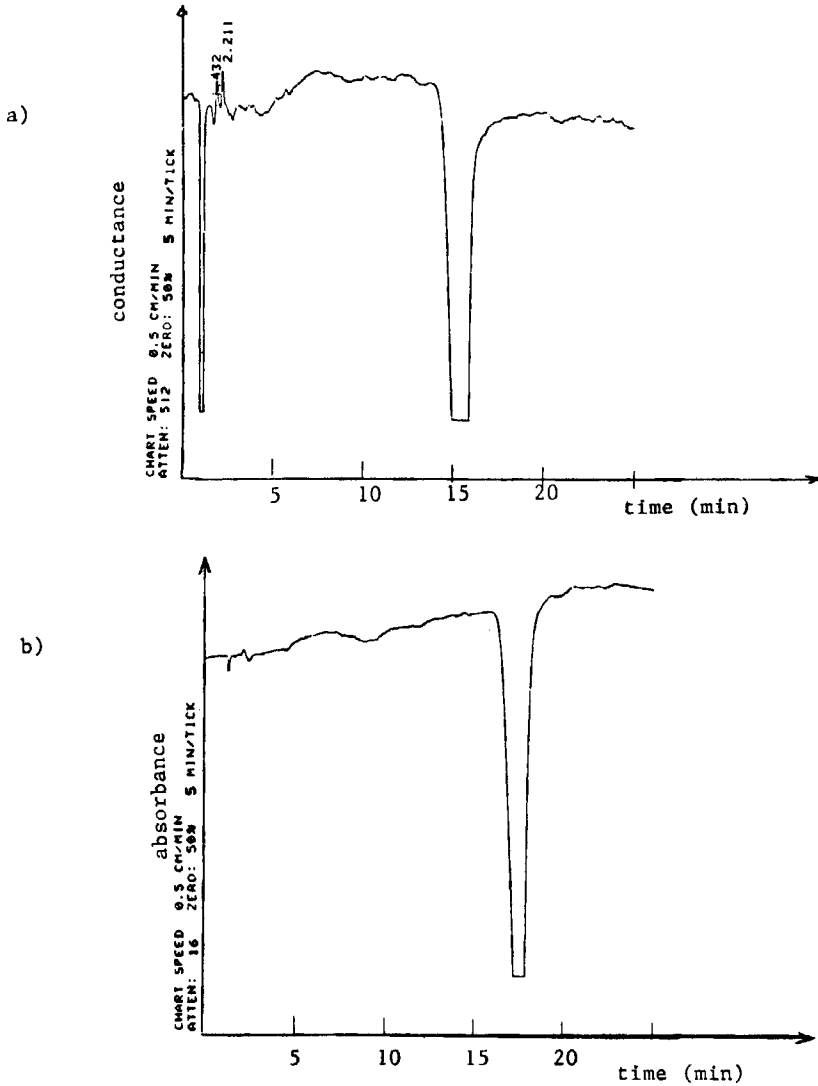 a)
.432
2.211
conductance
CHART SPEED 0.5 CM/MIN
ATTEN: 512 ZERO: 50% 5 MIN/TICK
5 10 15 20
time (min)
b)
absorbance
CHART SPEED 0.5 CM/MIN
ATTEN: 16 ZERO: 50% 5 MIN/TICK
5 10 15 20
time (min)